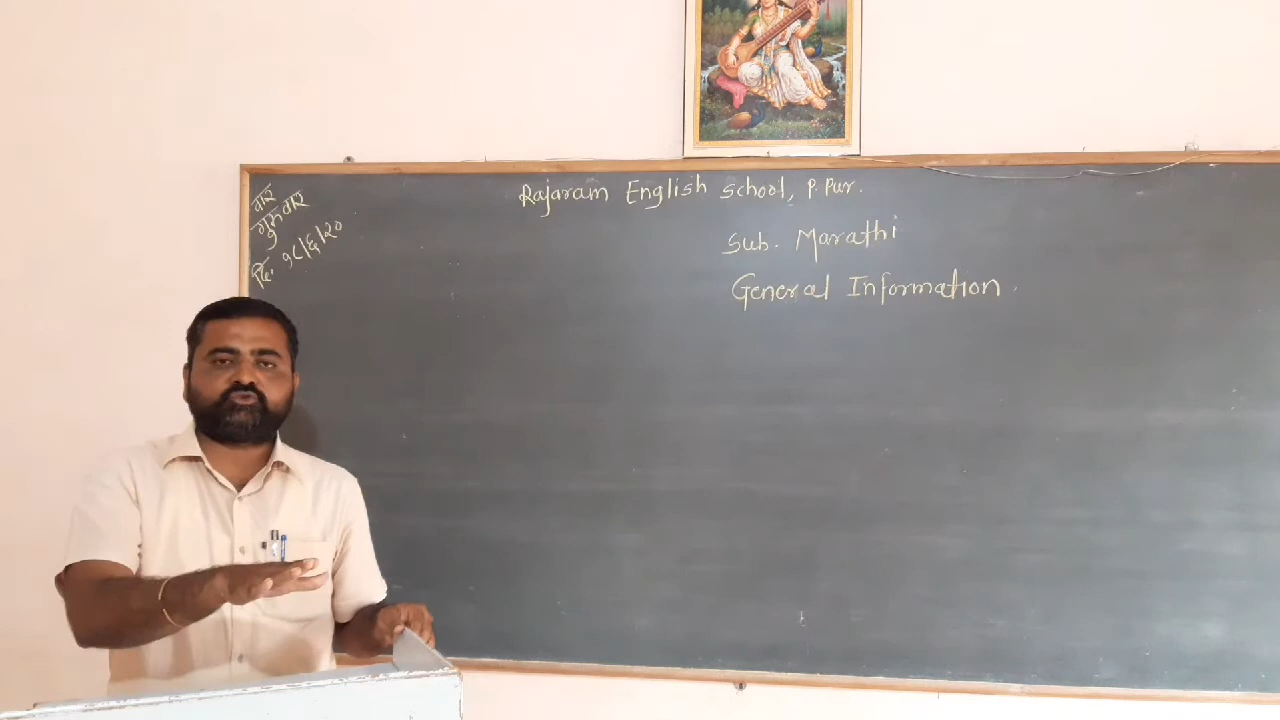 वार
गुरुवार
दि. १८/६/२०
Rajaram English School, P. Pur.
Sub. Marathi
General Information.